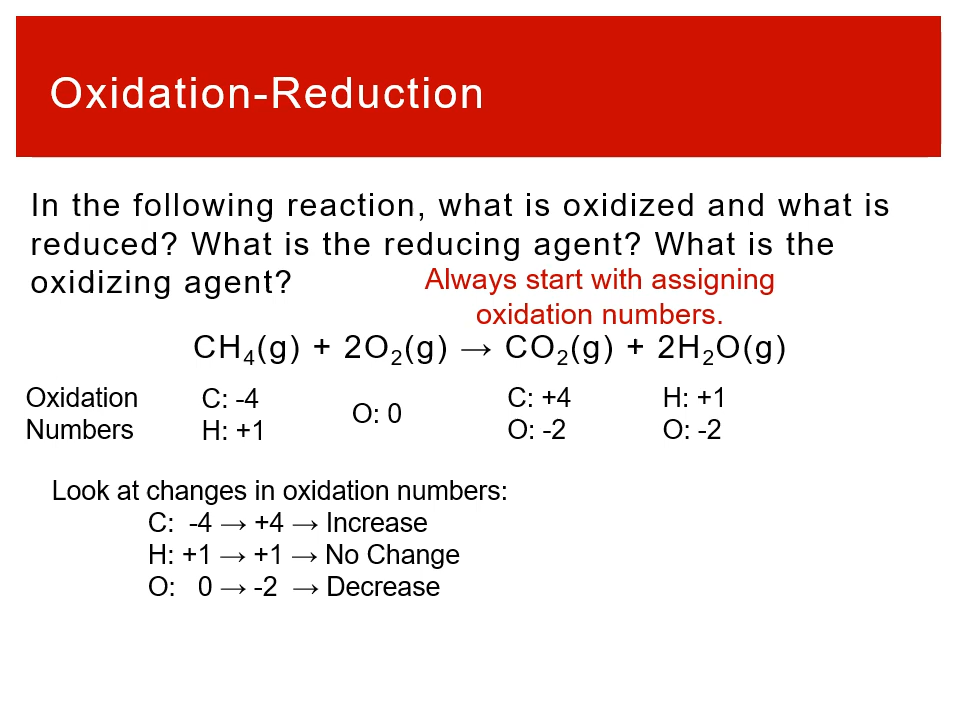 Oxidation-Reduction
In the following reaction, what is oxidized and what is
reduced? What is the reducing agent? What is the
oxidizing agent?
Always start with assigning
oxidation numbers.
CH₄(g) + 2O₂(g) → CO₂(g) + 2H₂O(g)
Oxidation C: -4 O: 0 C: +4 H: +1
Numbers H: +1 O: -2 O: -2
Look at changes in oxidation numbers:
C: -4 → +4 → Increase
H: +1 → +1 → No Change
O: 0 → -2 → Decrease